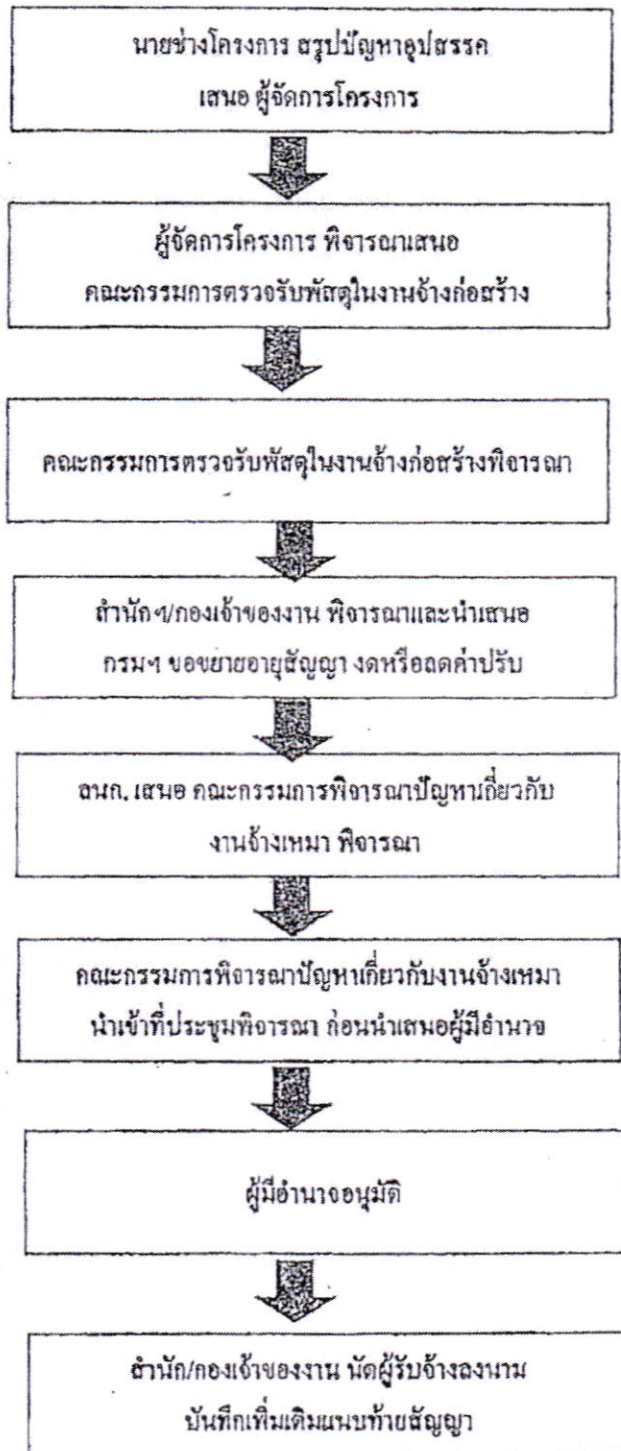 นายช่างโครงการ สรุปปัญหาอุปสรรค
เสนอ ผู้จัดการโครงการ
ผู้จัดการโครงการ พิจารณาเสนอ
คณะกรรมการตรวจรับพัสดุในงานจ้างก่อสร้าง
คณะกรรมการตรวจรับพัสดุในงานจ้างก่อสร้างพิจารณา
สำนักฯ/กองเจ้าของงาน พิจารณาและนำเสนอ
กรมฯ ขอขยายอายุสัญญา งดหรือลดค่าปรับ
สนก. เสนอ คณะกรรมการพิจารณาปัญหาเกี่ยวกับ
งานจ้างเหมา พิจารณา
คณะกรรมการพิจารณาปัญหาเกี่ยวกับงานจ้างเหมา
นำเข้าที่ประชุมพิจารณา ก่อนนำเสนอผู้มีอำนาจ
ผู้มีอำนาจอนุมัติ
สำนัก/กองเจ้าของงาน นัดผู้รับจ้างลงนาม
บันทึกเพิ่มเติมแนบท้ายสัญญา